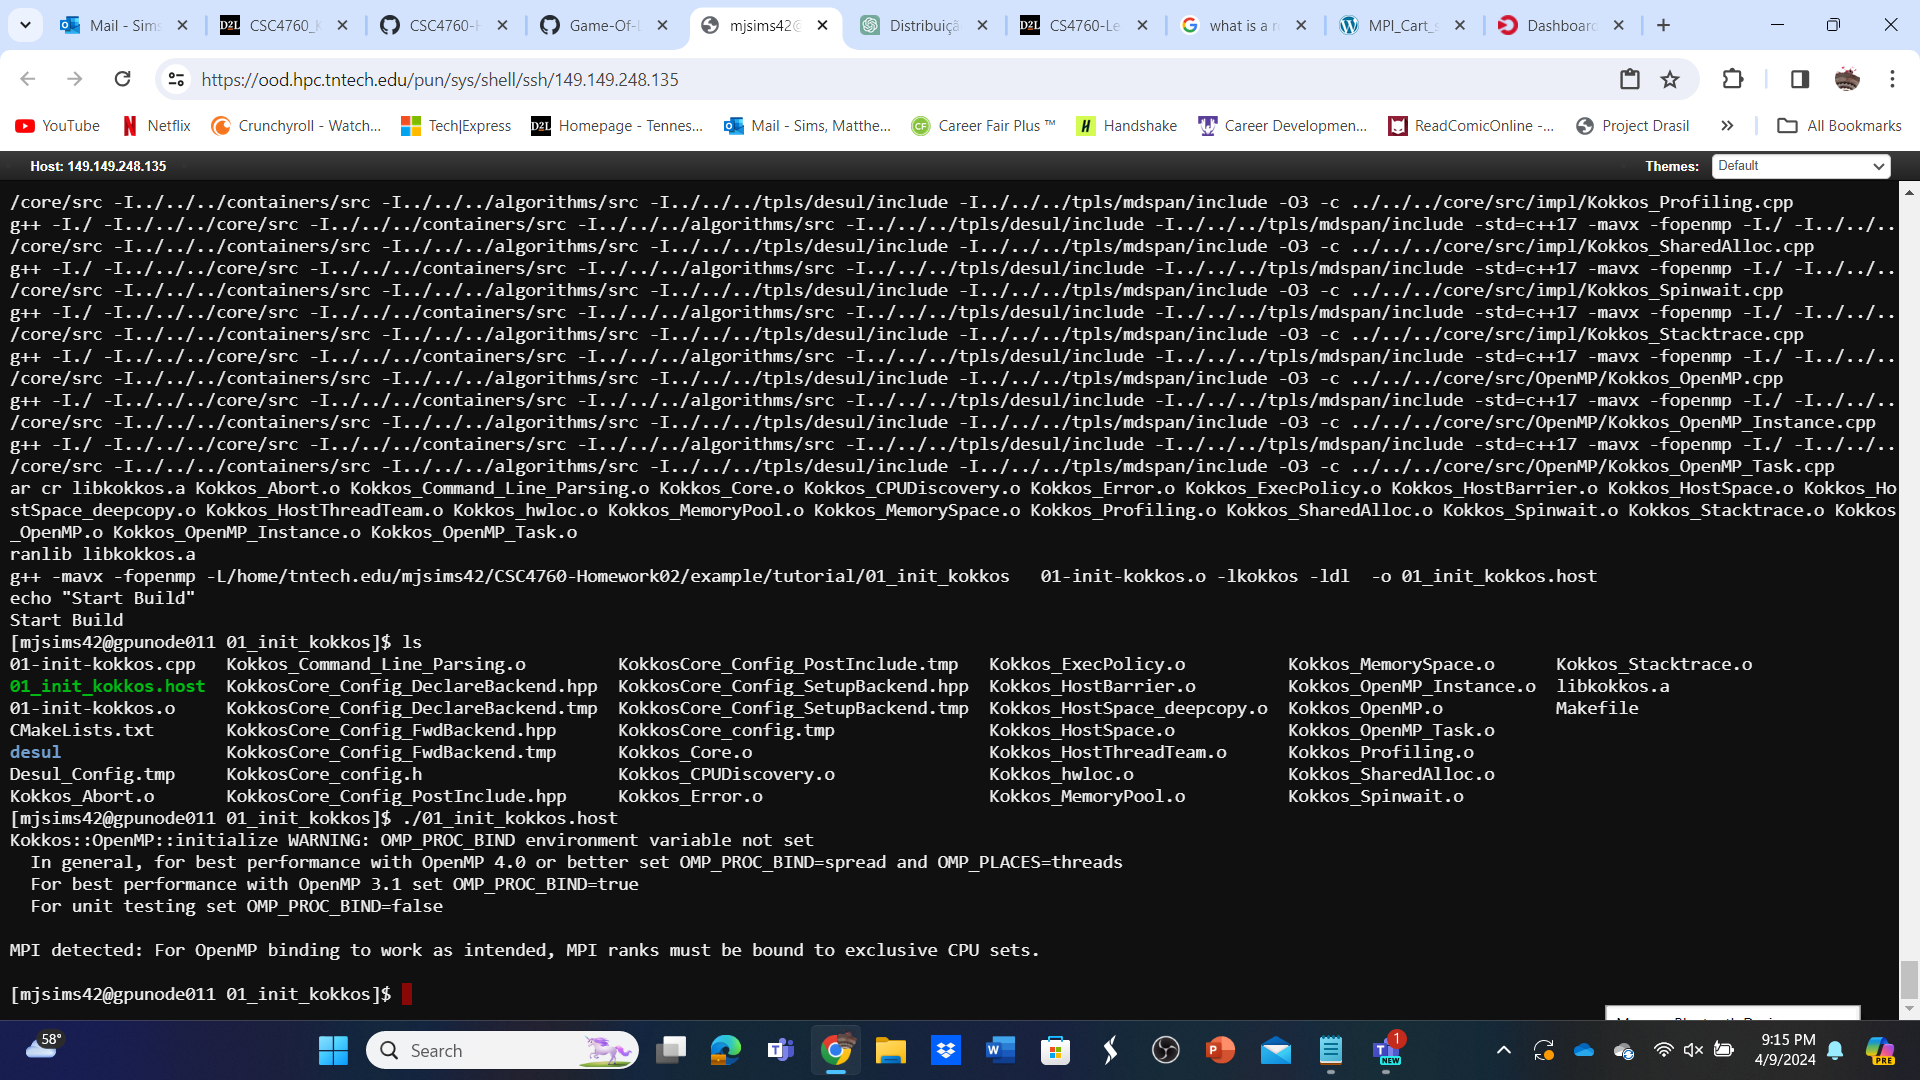 Mail - Sims
CSC4760_K
CSC4760-H
Game-Of-L
mjsims42@
Distribuiçã
CS4760-Le
what is a r
MPI_Cart_s
Dashboard
https://ood.hpc.tntech.edu/pun/sys/shell/ssh/149.149.248.135
YouTube
Netflix
Crunchyroll - Watch...
Tech|Express
Homepage - Tennes...
Mail - Sims, Matthe...
Career Fair Plus ™
Handshake
Career Developmen...
ReadComicOnline -...
Project Drasil
All Bookmarks
Host: 149.149.248.135
Themes:
Default
/core/src -I../../../containers/src -I../../../algorithms/src -I../../../tpls/desul/include -I../../../tpls/mdspan/include -O3 -c ../../../core/src/impl/Kokkos_Profiling.cpp
g++ -I./ -I../../../core/src -I../../../containers/src -I../../../algorithms/src -I../../../tpls/desul/include -I../../../tpls/mdspan/include -std=c++17 -mavx -fopenmp -I./ -I../../..
/core/src -I../../../containers/src -I../../../algorithms/src -I../../../tpls/desul/include -I../../../tpls/mdspan/include -O3 -c ../../../core/src/impl/Kokkos_SharedAlloc.cpp
g++ -I./ -I../../../core/src -I../../../containers/src -I../../../algorithms/src -I../../../tpls/desul/include -I../../../tpls/mdspan/include -std=c++17 -mavx -fopenmp -I./ -I../../..
/core/src -I../../../containers/src -I../../../algorithms/src -I../../../tpls/desul/include -I../../../tpls/mdspan/include -O3 -c ../../../core/src/impl/Kokkos_Spinwait.cpp
g++ -I./ -I../../../core/src -I../../../containers/src -I../../../algorithms/src -I../../../tpls/desul/include -I../../../tpls/mdspan/include -std=c++17 -mavx -fopenmp -I./ -I../../..
/core/src -I../../../containers/src -I../../../algorithms/src -I../../../tpls/desul/include -I../../../tpls/mdspan/include -O3 -c ../../../core/src/impl/Kokkos_Stacktrace.cpp
g++ -I./ -I../../../core/src -I../../../containers/src -I../../../algorithms/src -I../../../tpls/desul/include -I../../../tpls/mdspan/include -std=c++17 -mavx -fopenmp -I./ -I../../..
/core/src -I../../../containers/src -I../../../algorithms/src -I../../../tpls/desul/include -I../../../tpls/mdspan/include -O3 -c ../../../core/src/OpenMP/Kokkos_OpenMP.cpp
g++ -I./ -I../../../core/src -I../../../containers/src -I../../../algorithms/src -I../../../tpls/desul/include -I../../../tpls/mdspan/include -std=c++17 -mavx -fopenmp -I./ -I../../..
/core/src -I../../../containers/src -I../../../algorithms/src -I../../../tpls/desul/include -I../../../tpls/mdspan/include -O3 -c ../../../core/src/OpenMP/Kokkos_OpenMP_Instance.cpp
g++ -I./ -I../../../core/src -I../../../containers/src -I../../../algorithms/src -I../../../tpls/desul/include -I../../../tpls/mdspan/include -std=c++17 -mavx -fopenmp -I./ -I../../..
/core/src -I../../../containers/src -I../../../algorithms/src -I../../../tpls/desul/include -I../../../tpls/mdspan/include -O3 -c ../../../core/src/OpenMP/Kokkos_OpenMP_Task.cpp
ar cr libkokkos.a Kokkos_Abort.o Kokkos_Command_Line_Parsing.o Kokkos_Core.o Kokkos_CPUDiscovery.o Kokkos_Error.o Kokkos_ExecPolicy.o Kokkos_HostBarrier.o Kokkos_HostSpace.o Kokkos_Ho
stSpace_deepcopy.o Kokkos_HostThreadTeam.o Kokkos_hwloc.o Kokkos_MemoryPool.o Kokkos_MemorySpace.o Kokkos_Profiling.o Kokkos_SharedAlloc.o Kokkos_Spinwait.o Kokkos_Stacktrace.o Kokkos
_OpenMP.o Kokkos_OpenMP_Instance.o Kokkos_OpenMP_Task.o
ranlib libkokkos.a
g++ -mavx -fopenmp -L/home/tntech.edu/mjsims42/CSC4760-Homework02/example/tutorial/01_init_kokkos   01-init-kokkos.o -lkokkos -ldl  -o 01_init_kokkos.host
echo "Start Build"
Start Build
[mjsims42@gpunode011 01_init_kokkos]$ ls
01-init-kokkos.cpp Kokkos_Command_Line_Parsing.o KokkosCore_Config_PostInclude.tmp Kokkos_ExecPolicy.o Kokkos_MemorySpace.o Kokkos_Stacktrace.o
01_init_kokkos.host KokkosCore_Config_DeclareBackend.hpp KokkosCore_Config_SetupBackend.hpp Kokkos_HostBarrier.o Kokkos_OpenMP_Instance.o libkokkos.a
01-init-kokkos.o KokkosCore_Config_DeclareBackend.tmp KokkosCore_Config_SetupBackend.tmp Kokkos_HostSpace_deepcopy.o Kokkos_OpenMP.o Makefile
CMakeLists.txt KokkosCore_Config_FwdBackend.hpp KokkosCore_config.tmp Kokkos_HostSpace.o Kokkos_OpenMP_Task.o
desul KokkosCore_Config_FwdBackend.tmp Kokkos_Core.o Kokkos_HostThreadTeam.o Kokkos_Profiling.o
Desul_Config.tmp KokkosCore_config.h Kokkos_CPUDiscovery.o Kokkos_hwloc.o Kokkos_SharedAlloc.o
Kokkos_Abort.o KokkosCore_Config_PostInclude.hpp Kokkos_Error.o Kokkos_MemoryPool.o Kokkos_Spinwait.o
[mjsims42@gpunode011 01_init_kokkos]$ ./01_init_kokkos.host
Kokkos::OpenMP::initialize WARNING: OMP_PROC_BIND environment variable not set
In general, for best performance with OpenMP 4.0 or better set OMP_PROC_BIND=spread and OMP_PLACES=threads
For best performance with OpenMP 3.1 set OMP_PROC_BIND=true
For unit testing set OMP_PROC_BIND=false
MPI detected: For OpenMP binding to work as intended, MPI ranks must be bound to exclusive CPU sets.
[mjsims42@gpunode011 01_init_kokkos]$
58°
Search
1
NEW
9:15 PM
4/9/2024
PRE